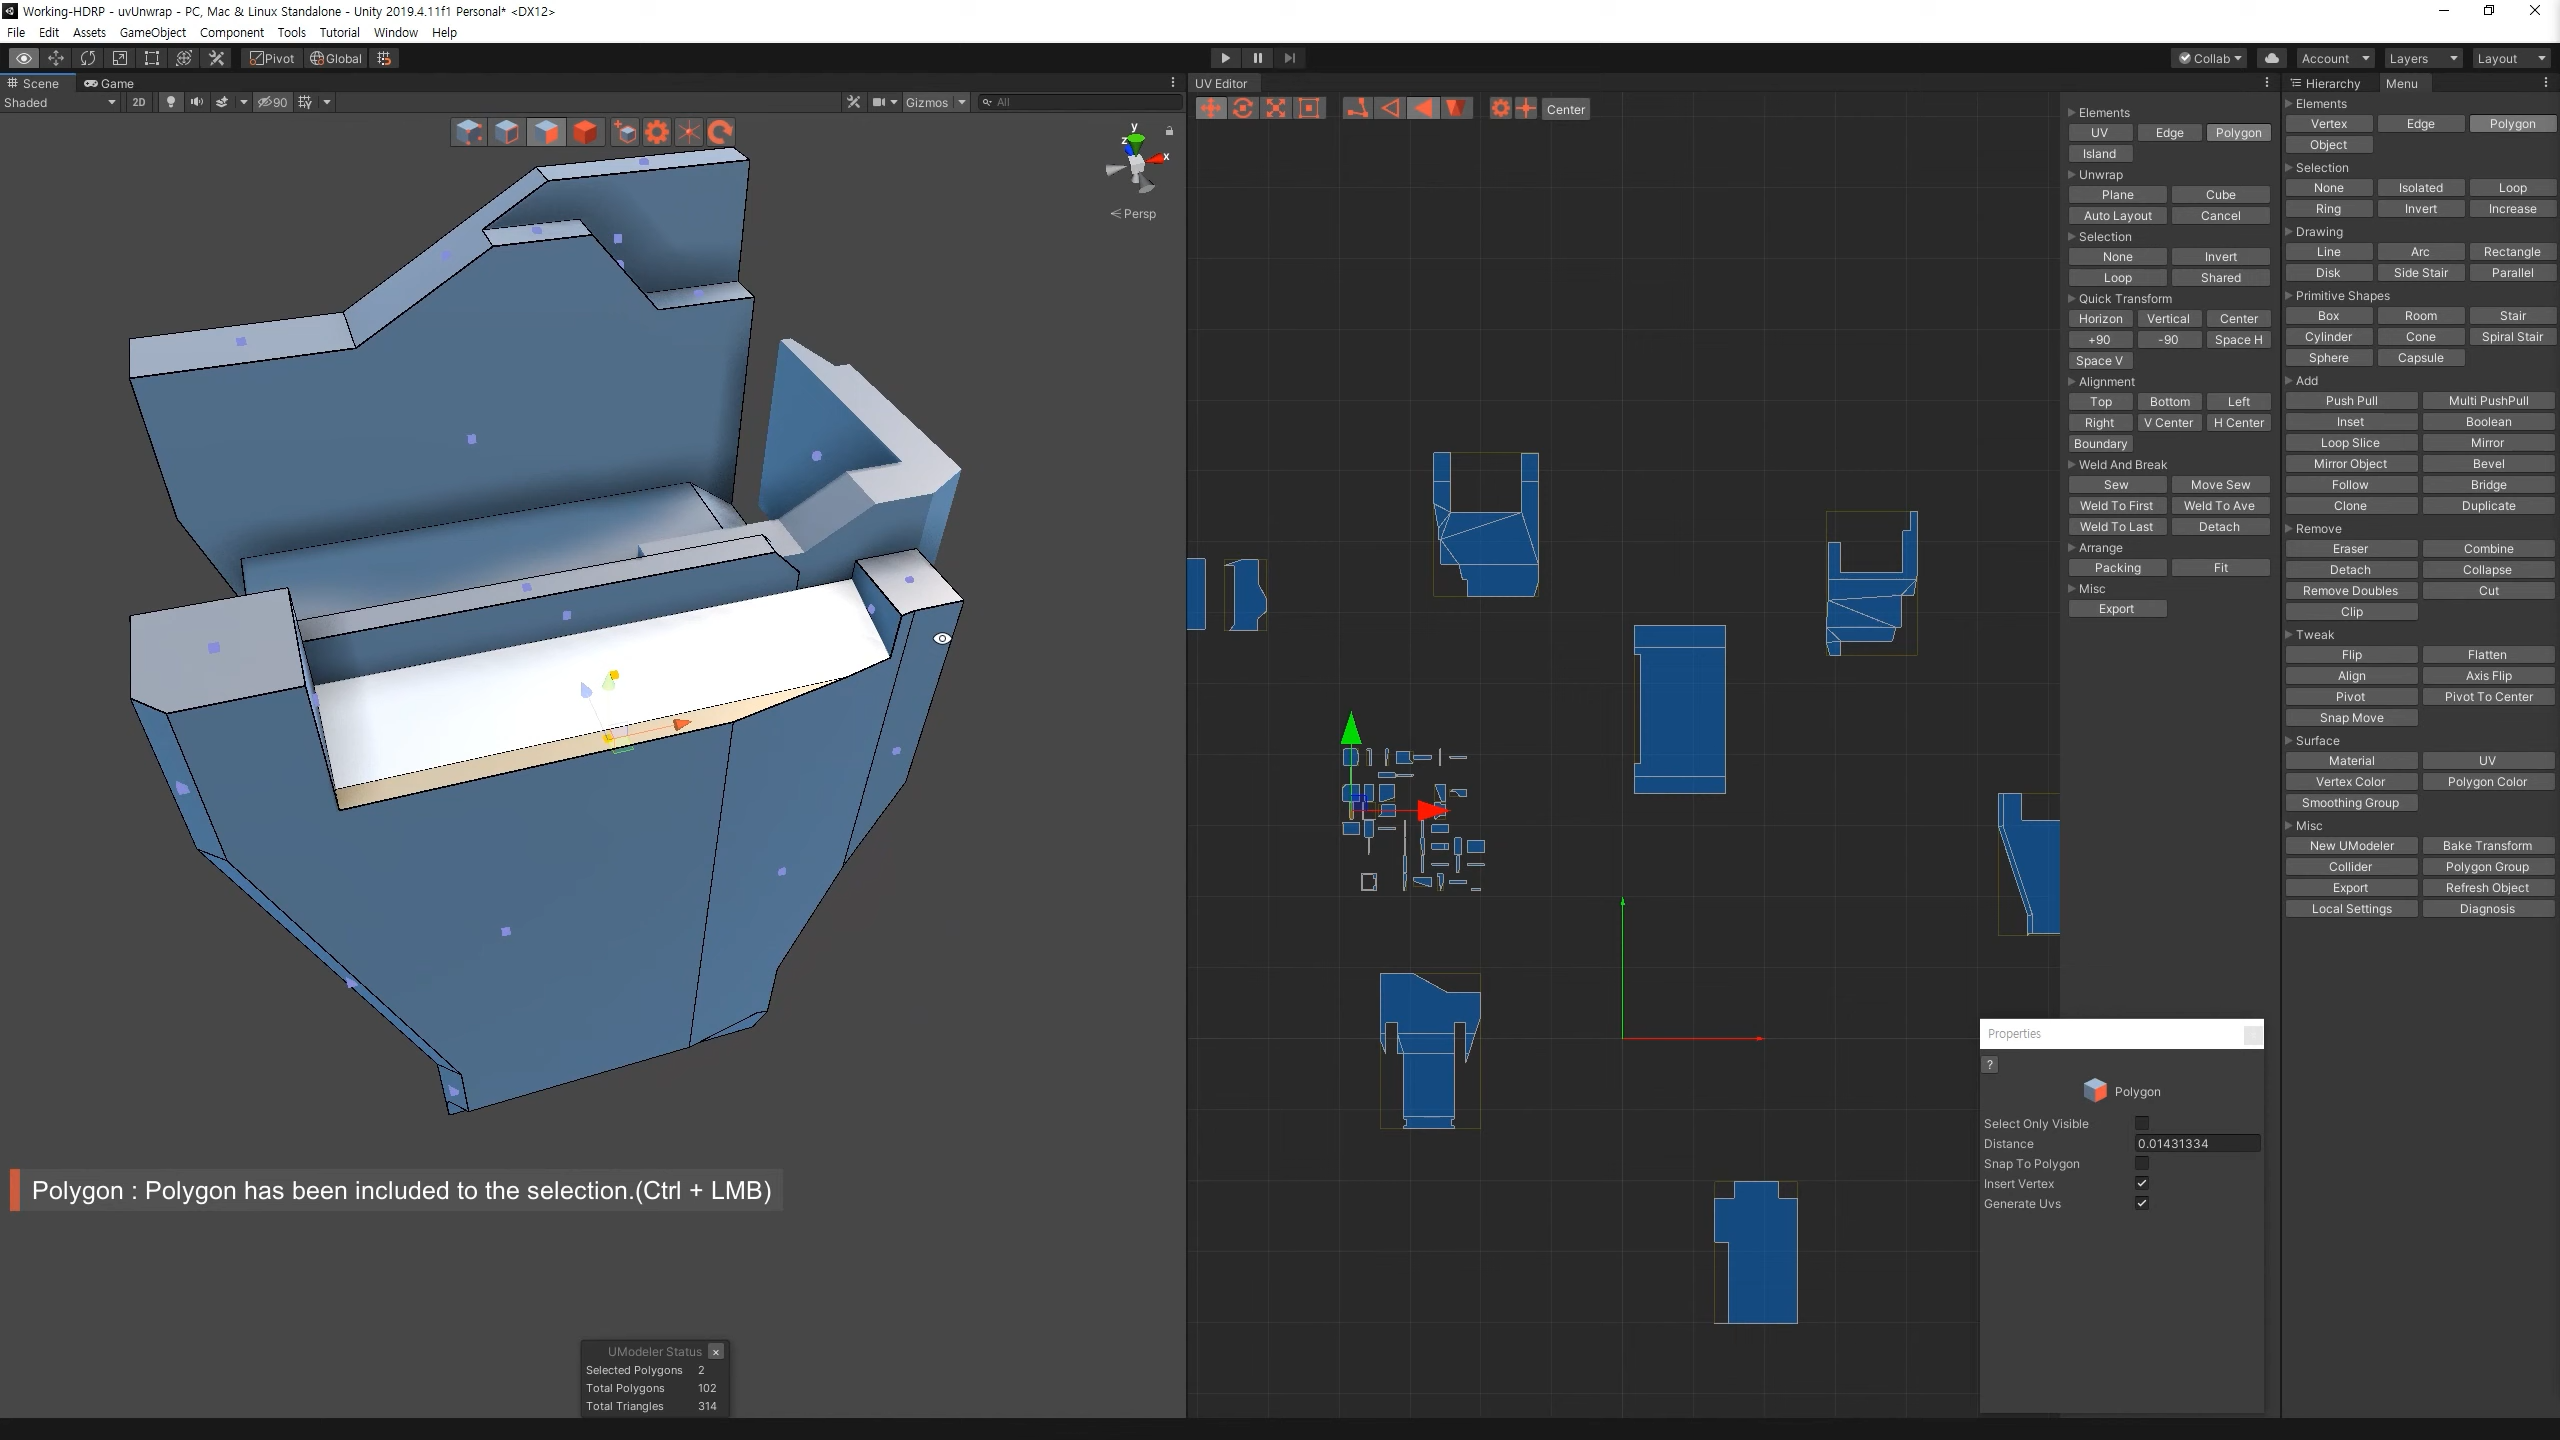 Working-HDRP - uvUnwrap - PC, Mac & Linux Standalone - Unity 2019.4.11f1 Personal* <DX12>
File Edit Assets GameObject Component Tools Tutorial Window Help
Pivot Global Collab Account Layers Layout
Scene Game
Shaded 2D 90 Gizmos All
y
z
x
Persp
UV Editor
Center
Elements
UV Edge Polygon
Island
Unwrap
Plane Cube
Auto Layout Cancel
Selection
None Invert
Loop Shared
Quick Transform
Horizon Vertical Center
+90 -90 Space H
Space V
Alignment
Top Bottom Left
Right V Center H Center
Boundary
Weld And Break
Sew Move Sew
Weld To First Weld To Ave
Weld To Last Detach
Arrange
Packing Fit
Misc
Export
Hierarchy Menu
Elements
Vertex Edge Polygon
Object
Selection
None Isolated Loop
Ring Invert Increase
Drawing
Line Arc Rectangle
Disk Side Stair Parallel
Primitive Shapes
Box Room Stair
Cylinder Cone Spiral Stair
Sphere Capsule
Add
Push Pull Multi PushPull
Inset Boolean
Loop Slice Mirror
Mirror Object Bevel
Follow Bridge
Clone Duplicate
Remove
Eraser Combine
Detach Collapse
Remove Doubles Cut
Clip
Tweak
Flip Flatten
Align Axis Flip
Pivot Pivot To Center
Snap Move
Surface
Material UV
Vertex Color Polygon Color
Smoothing Group
Misc
New UModeler Bake Transform
Collider Polygon Group
Export Refresh Object
Local Settings Diagnosis
Properties
?
Polygon
Select Only Visible
Distance 0.01431334
Snap To Polygon
Insert Vertex
Generate Uvs
Polygon : Polygon has been included to the selection.(Ctrl + LMB)
UModeler Status ×
Selected Polygons 2
Total Polygons 102
Total Triangles 314